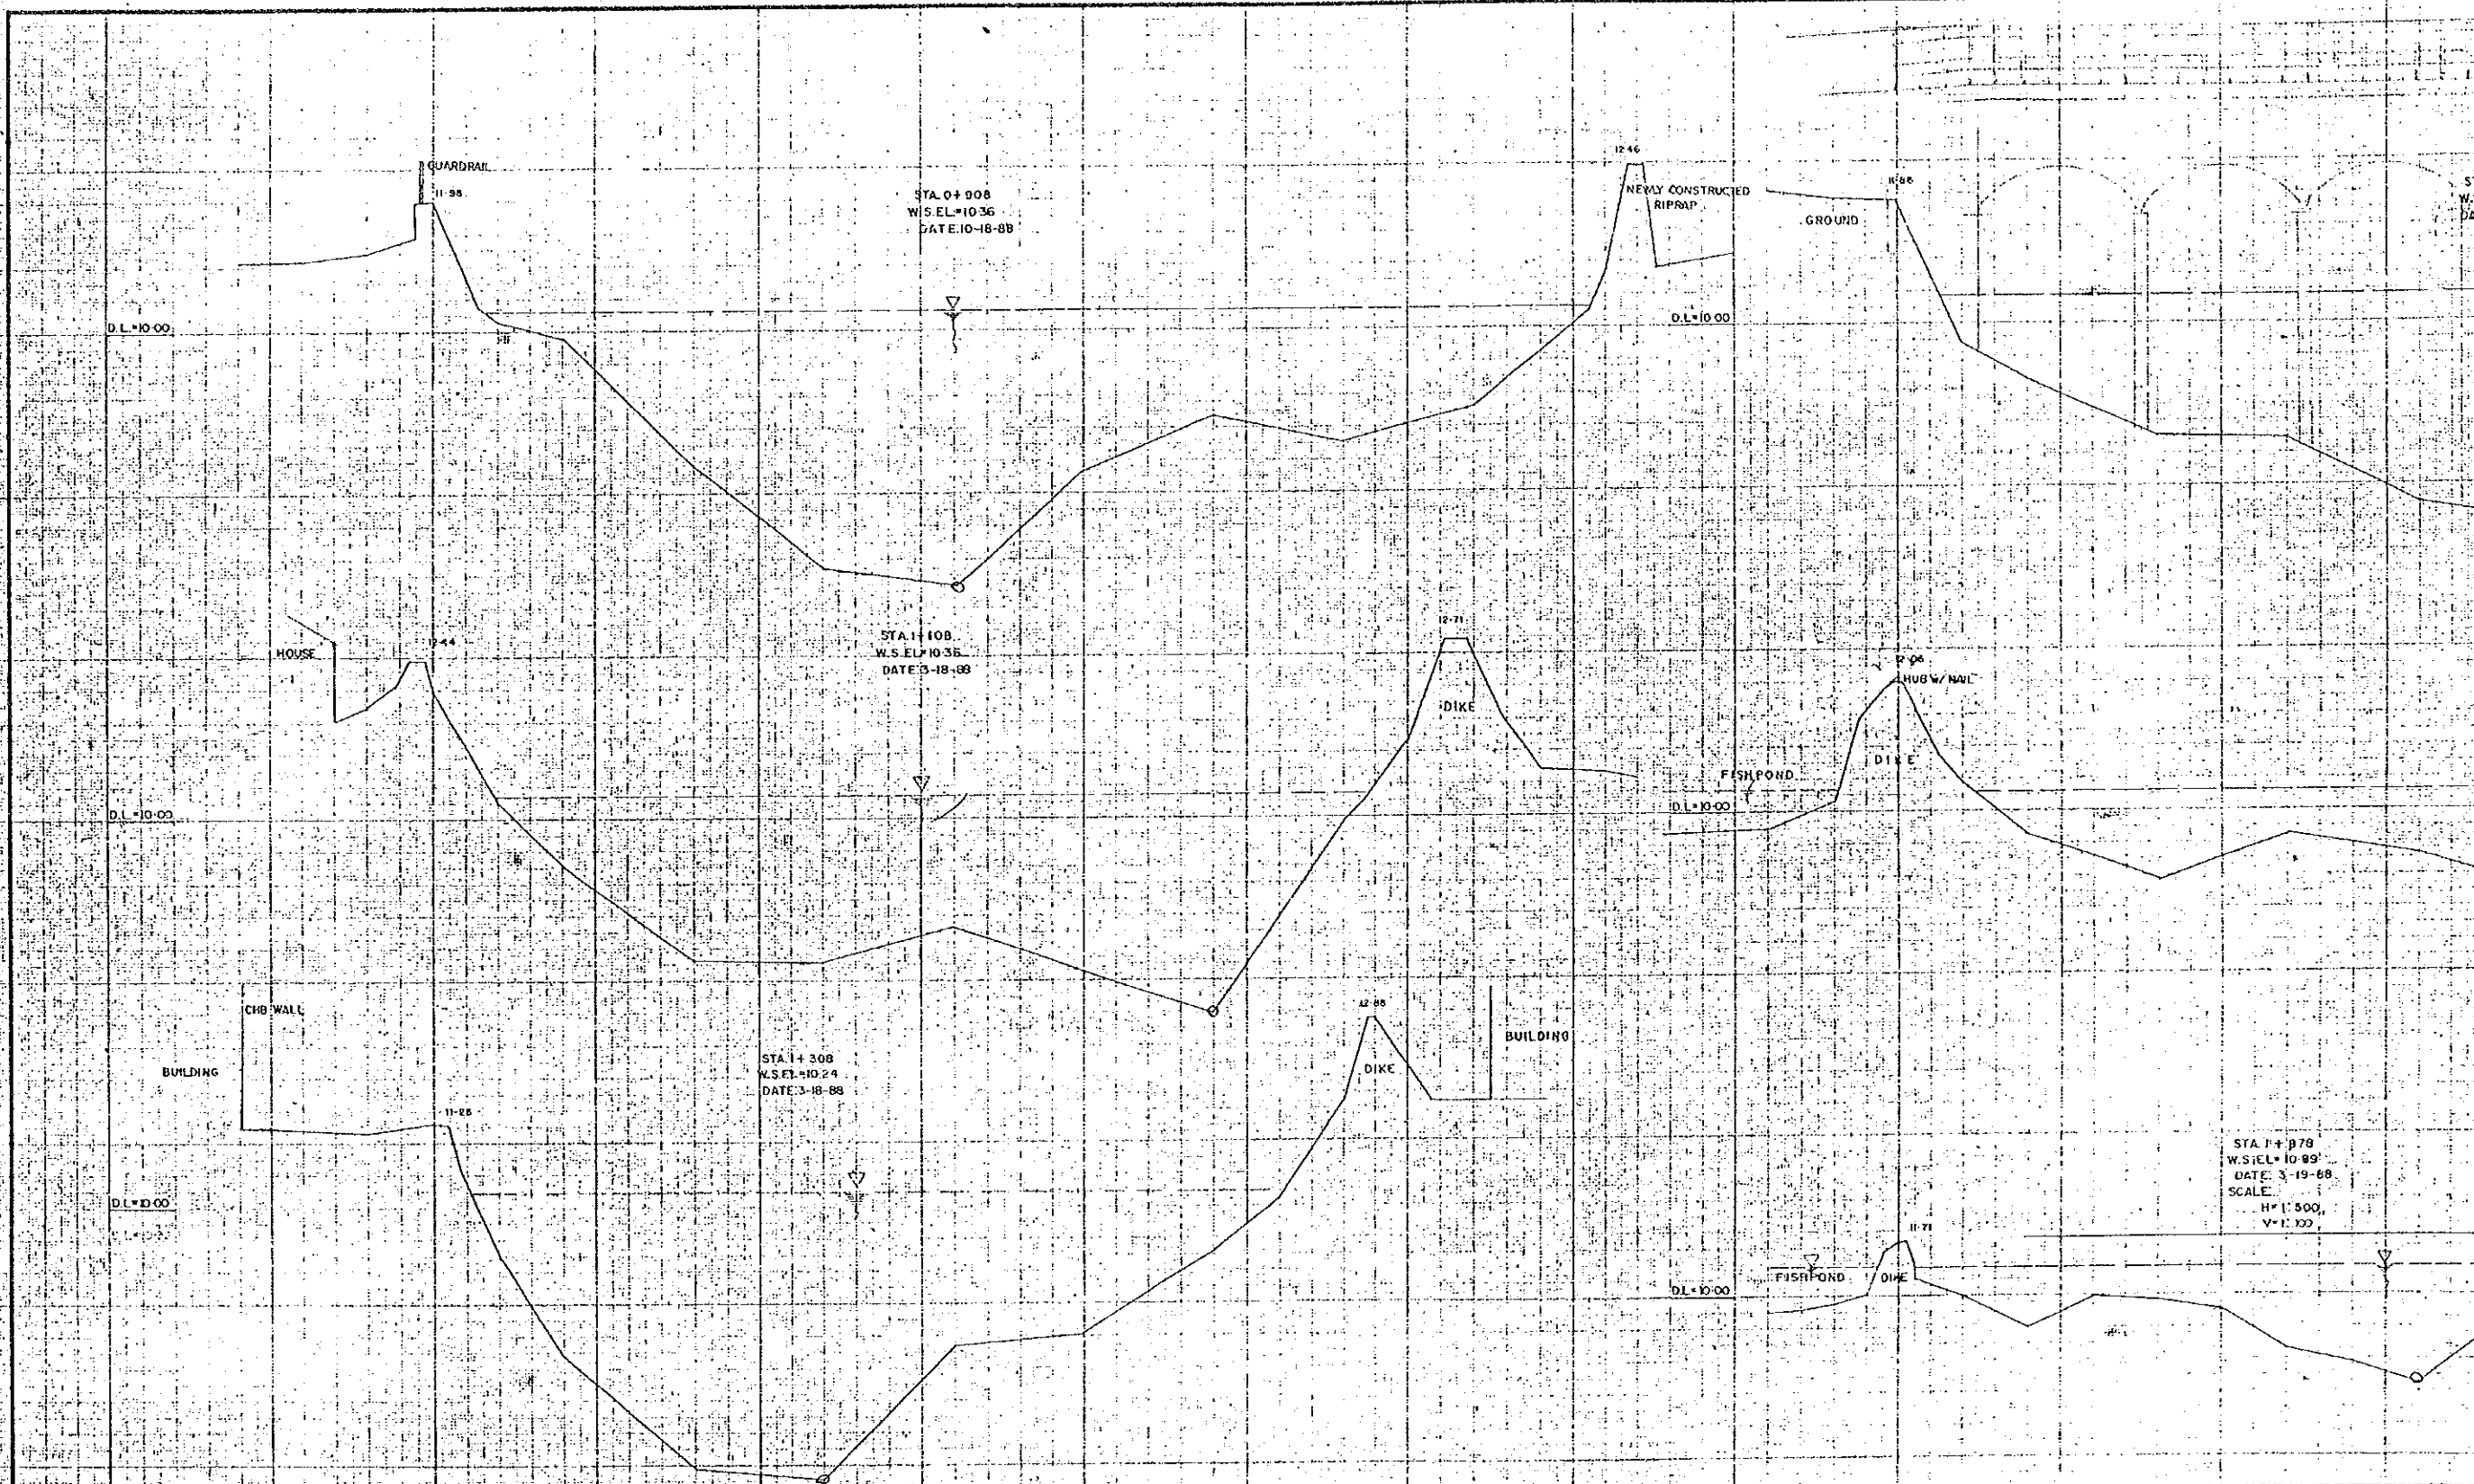 GUARDRAIL
11·98
STA. 0+908
W.S.EL.=10·36
DATE.10-18-88
12·46
NEWLY CONSTRUCTED
RIPRAP
GROUND
D.L.=10·00
D.L.=10·00
HOUSE
12·44
STA.1+108
W.S.EL=10·36
DATE:3-18-88
12·71
DIKE
12·06
HUB W/ NAIL
DIKE
FISHPOND
D.L.=10·00
D.L.=10·00
CHB WALL
BUILDING
11·28
STA.1+308
W.S.EL.=10.24
DATE:3-18-88
12·88
DIKE
BUILDING
D.L.=10·00
STA. 1+878
DATE: 3-19-88
SCALE:
H=1:500
V=1:100
11·71
FISHPOND
DIKE
D.L.=10·00